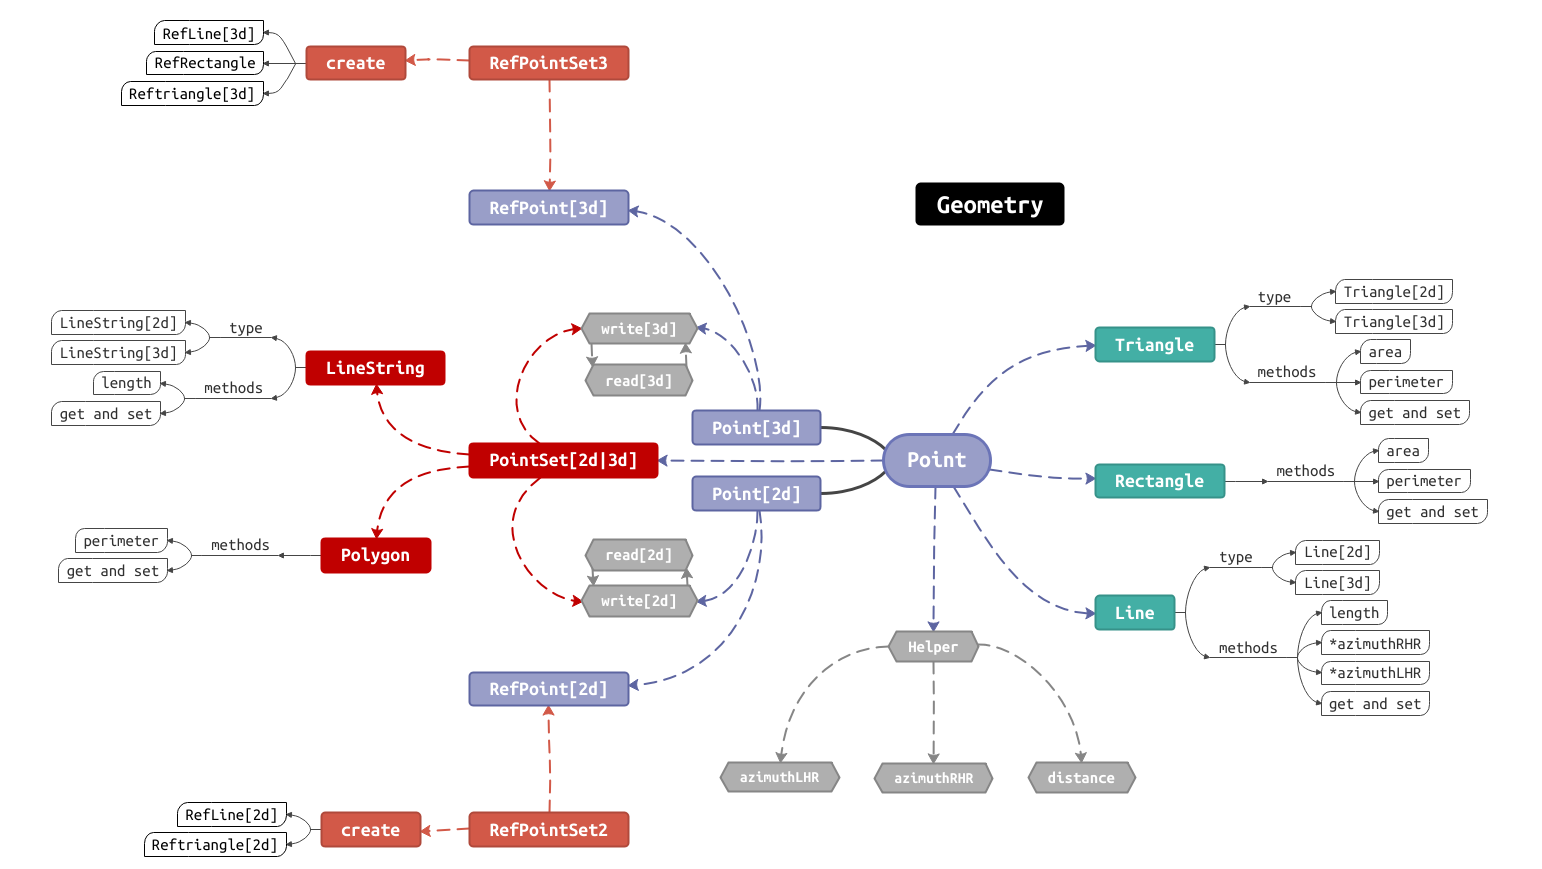 RefLine[3d]
RefRectangle
Reftriangle[3d]
create
RefPointSet3
RefPoint[3d]
Geometry
LineString[2d]
LineString[3d]
type
length
get and set
methods
LineString
write[3d]
read[3d]
Point[3d]
PointSet[2d|3d]
Point[2d]
Point
perimeter
get and set
methods
Polygon
read[2d]
write[2d]
RefPoint[2d]
RefLine[2d]
Reftriangle[2d]
create
RefPointSet2
Triangle
type
Triangle[2d]
Triangle[3d]
methods
area
perimeter
get and set
Rectangle
methods
area
perimeter
get and set
Line
type
Line[2d]
Line[3d]
methods
length
*azimuthRHR
*azimuthLHR
get and set
Helper
azimuthLHR
azimuthRHR
distance